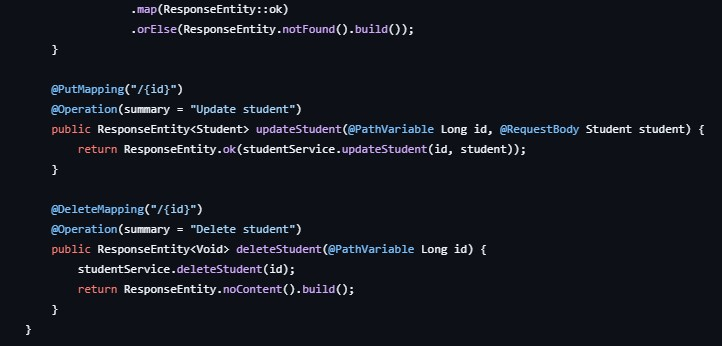 .map(ResponseEntity::ok)
.orElse(ResponseEntity.notFound().build());
}
@PutMapping("/{id}")
@Operation(summary = "Update student")
public ResponseEntity<Student> updateStudent(@PathVariable Long id, @RequestBody Student student) {
return ResponseEntity.ok(studentService.updateStudent(id, student));
}
@DeleteMapping("/{id}")
@Operation(summary = "Delete student")
public ResponseEntity<Void> deleteStudent(@PathVariable Long id) {
studentService.deleteStudent(id);
return ResponseEntity.noContent().build();
}
}